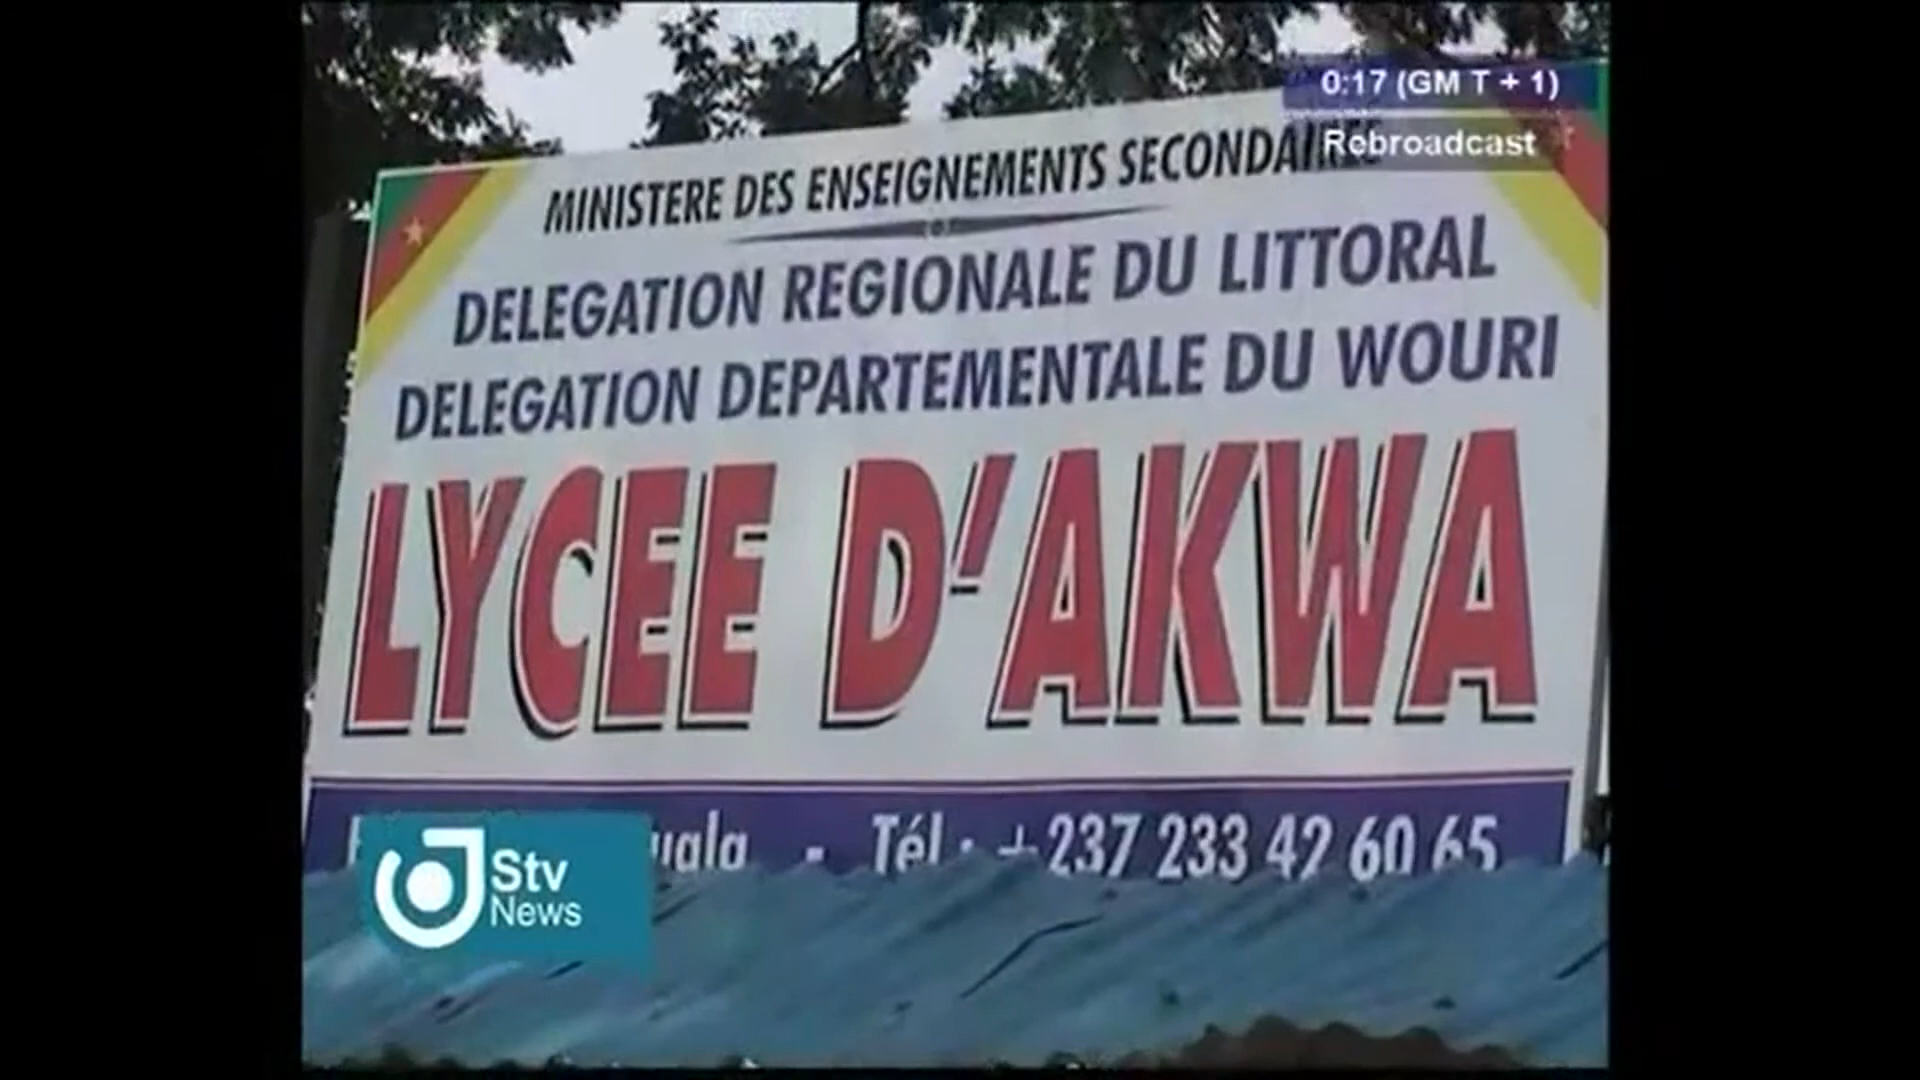 0:17 (GM T + 1)
Rebroadcast
MINISTERE DES ENSEIGNEMENTS
DELEGATION REGIONALE DU LITTORAL
DELEGATION DEPARTEMENTALE DU WOURI
LYCEE D'AKWA
- Tél : +237 233 42 60 65
Stv
News